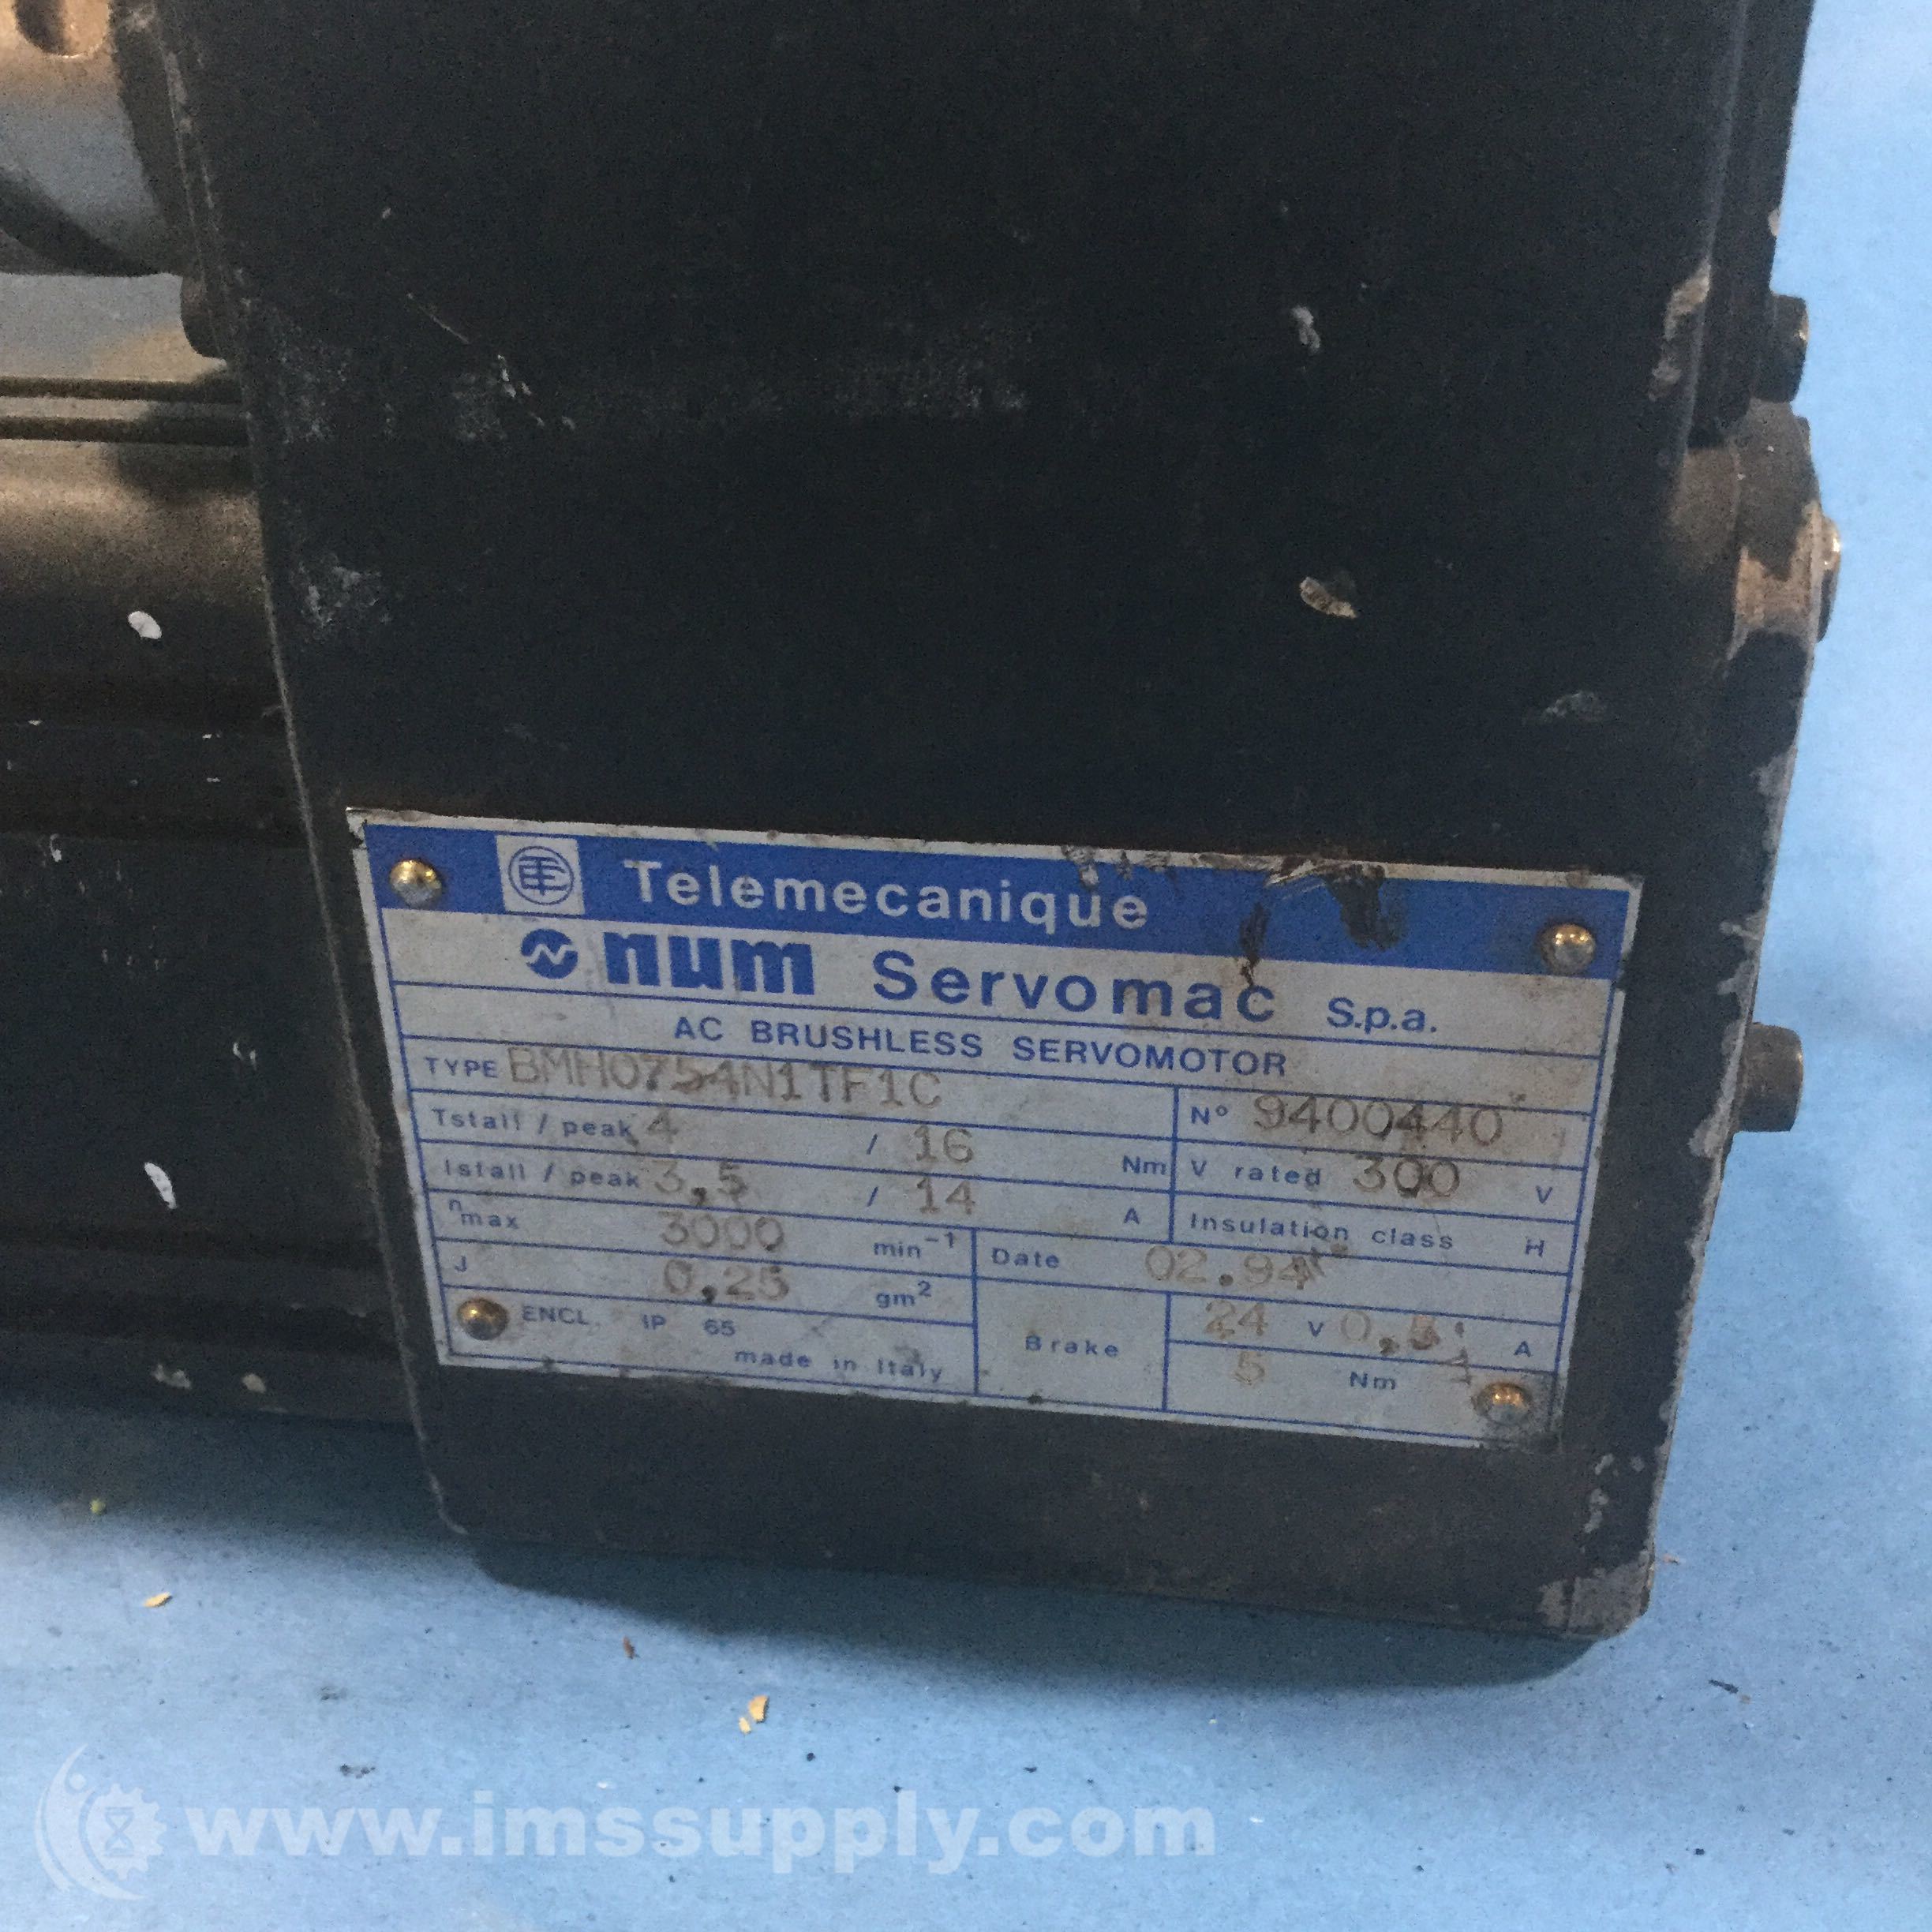 Telemecanique
num Servomac S.p.a.
AC BRUSHLESS SERVOMOTOR
TYPE BMH0754N1TF1C
N° 9400440
Tstall / peak 4 / 16 Nm
V rated 300 V
Istall / peak 3,5 / 14 A
Insulation class H
nmax 3000 min-1
Date 02.94
J 0,25 gm2
Brake 24 V A
5 Nm
ENCL. IP 65
made in Italy
www.imssupply.com